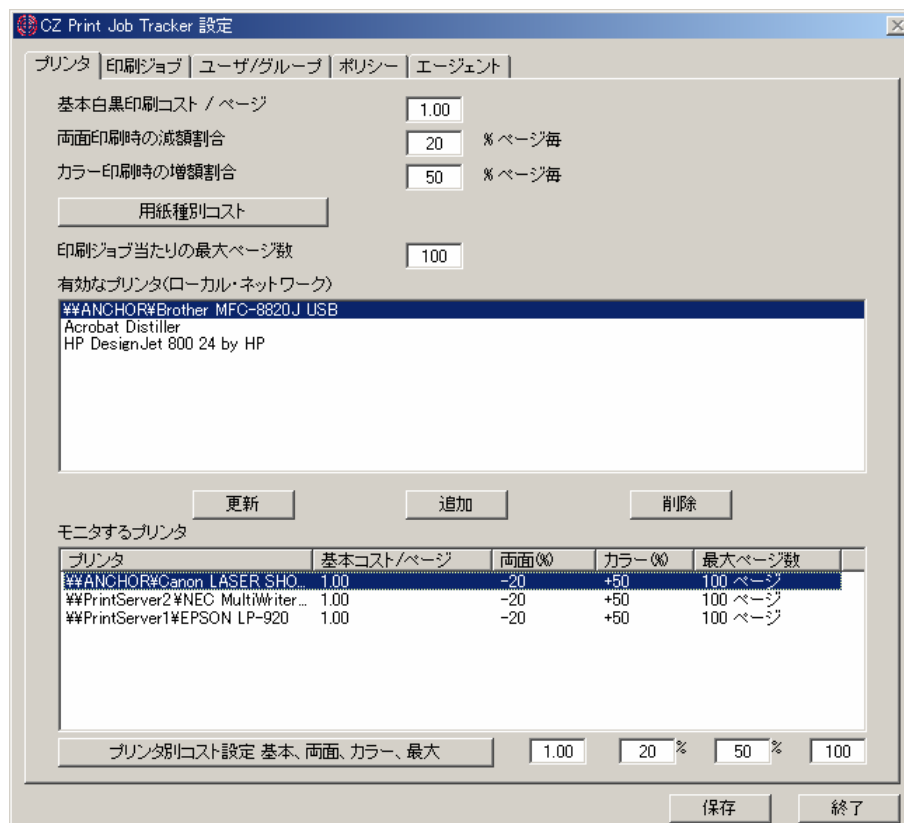 CZ Print Job Tracker 設定
プリンタ 印刷ジョブ ユーザ/グループ ポリシー エージェント
基本白黒印刷コスト / ページ 1.00
両面印刷時の減額割合 20 % ページ毎
カラー印刷時の増額割合 50 % ページ毎
用紙種別コスト
印刷ジョブ当たりの最大ページ数 100
有効なプリンタ(ローカル・ネットワーク)
¥¥ANCHOR¥Brother MFC-8820J USB
Acrobat Distiller
HP DesignJet 800 24 by HP
更新 追加 削除
モニタするプリンタ
プリンタ 基本コスト/ページ 両面(%) カラー(%) 最大ページ数
¥¥ANCHOR¥Canon LASER SHO... 1.00 -20 +50 100 ページ
¥¥PrintServer2¥NEC MultiWriter... 1.00 -20 +50 100 ページ
¥¥PrintServer1¥EPSON LP-920 1.00 -20 +50 100 ページ
プリンタ別コスト設定 基本、両面、カラー、最大 1.00 20 % 50 % 100
保存 終了